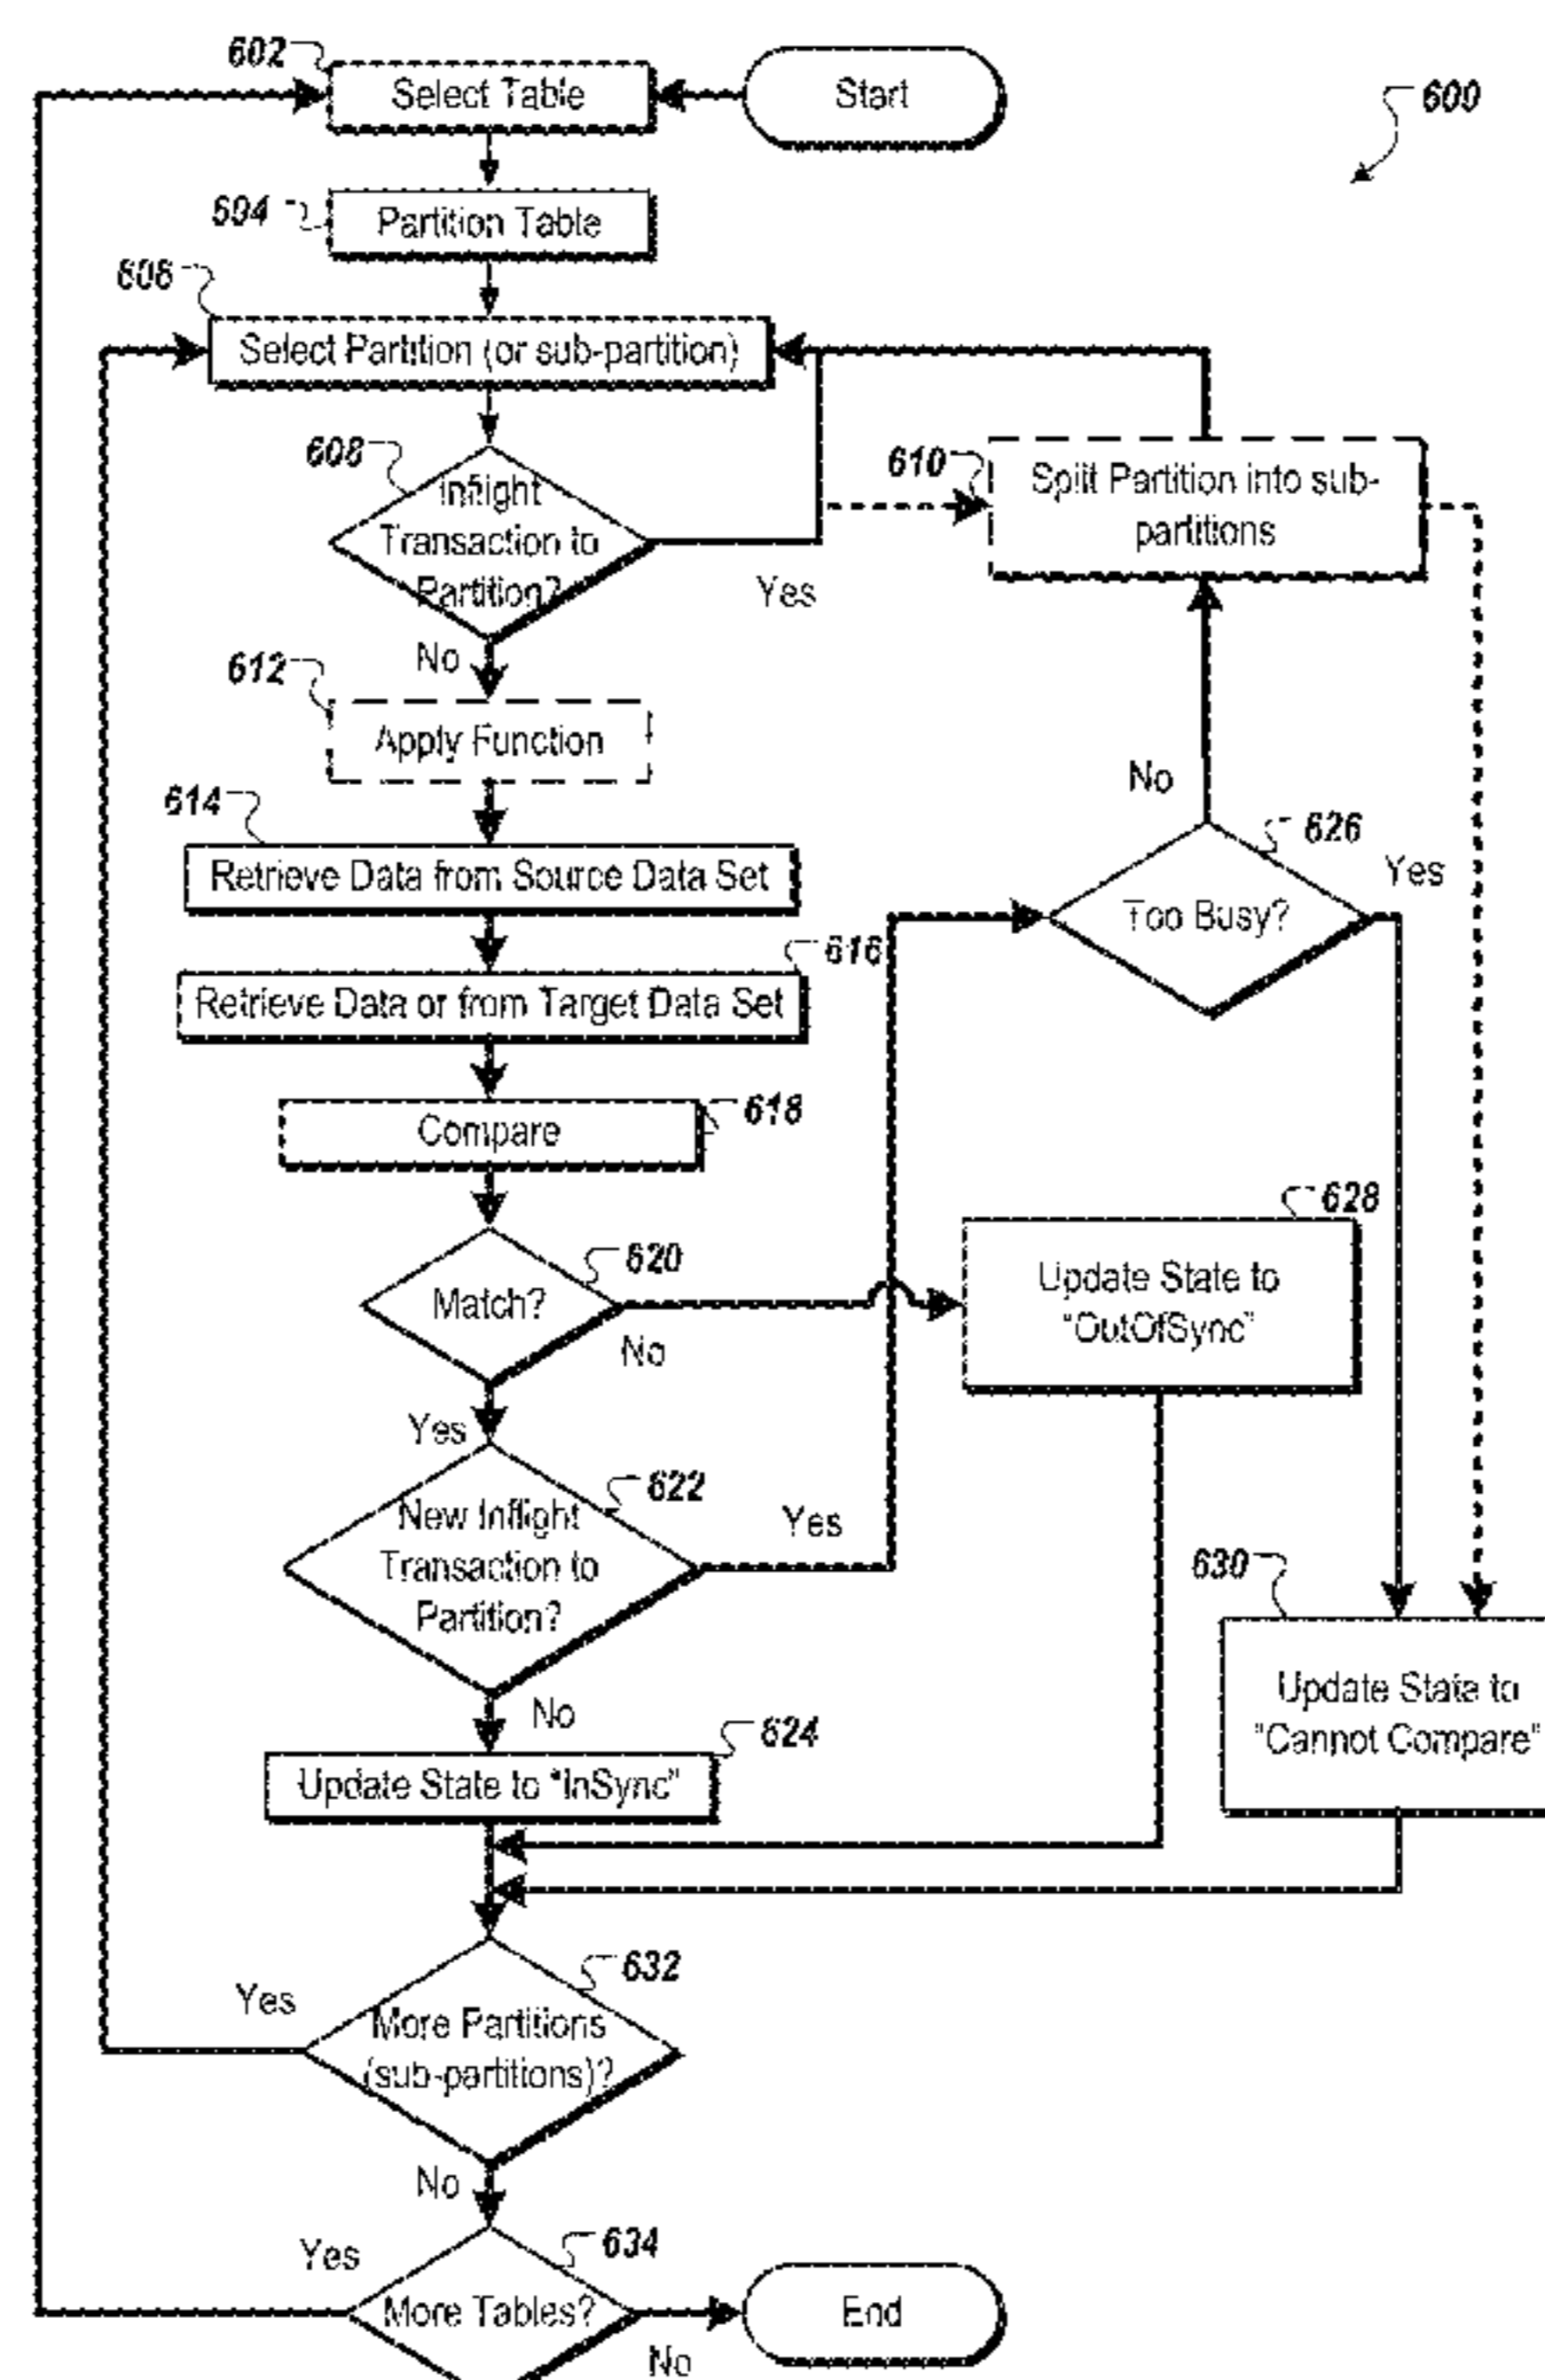 602
Select Table
Start
600
604
Partition Table
606
Select Partition (or sub-partition)
608
Inflight
Transaction to
Partition?
Yes
No
610
Split Partition into sub-
partitions
612
Apply Function
614
Retrieve Data from Source Data Set
616
Retrieve Data or from Target Data Set
618
Compare
No
626
Too Busy?
Yes
620
Match?
No
Yes
628
Update State to
"OutOfSync"
622
New Inflight
Transaction to
Partition?
Yes
No
630
Update State to
"Cannot Compare"
624
Update State to "InSync"
632
More Partitions
(sub-partitions)?
Yes
No
634
More Tables?
Yes
No
End